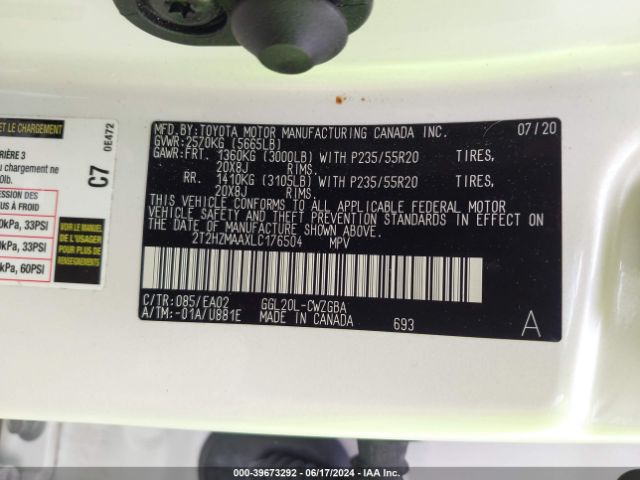 ET LE CHARGEMENT
0E472
C7
RIÈRE 3
u chargement ne
0lb.
ESSION DES
US À FROID
0kPa, 33PSI
0kPa, 33PSI
kPa, 60PSI
VOIR LE MANUEL
DE L'USAGER
POUR PLUS DE
RENSEIGNEMENTS
MFD.BY:TOYOTA MOTOR MANUFACTURING CANADA INC. 07/20
GVWR:2570KG (5665LB)
GAWR:FRT. 1360KG (3000LB) WITH P235/55R20 TIRES,
20X8J RIMS.
RR. 1410KG (3105LB) WITH P235/55R20 TIRES,
20X8J RIMS.
THIS VEHICLE CONFORMS TO ALL APPLICABLE FEDERAL MOTOR
VEHICLE SAFETY AND THEFT PREVENTION STANDARDS IN EFFECT ON
THE DATE OF MANUFACTURE SHOWN ABOVE.
2T2HZMAAXLC176504 MPV
C/TR:085/EA02 GGL20L-CWZGBA
A/TM:-01A/U881E MADE IN CANADA 693 A
000-39673292 - 06/17/2024 - IAA Inc.